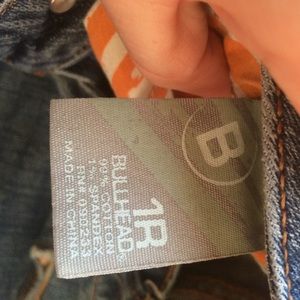 B
1R
BULLHEAD®
99% COTTON
1% SPANDEX
MADE IN CHINA